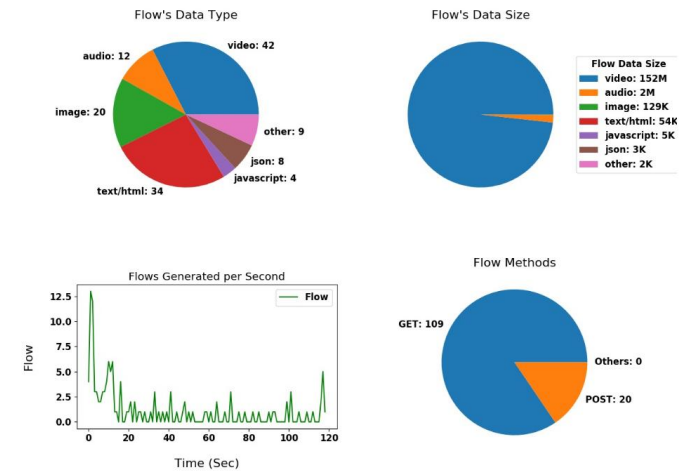 Flow's Data Type
video: 42
audio: 12
image: 20
text/html: 34
javascript: 4
json: 8
other: 9
Flow's Data Size
Flow Data Size
video: 152M
audio: 2M
image: 129K
text/html: 54K
javascript: 5K
json: 3K
other: 2K
Flows Generated per Second
Flow
12.5
10.0
7.5
5.0
2.5
0.0
Flow
0 20 40 60 80 100 120
Time (Sec)
Flow Methods
GET: 109
Others: 0
POST: 20